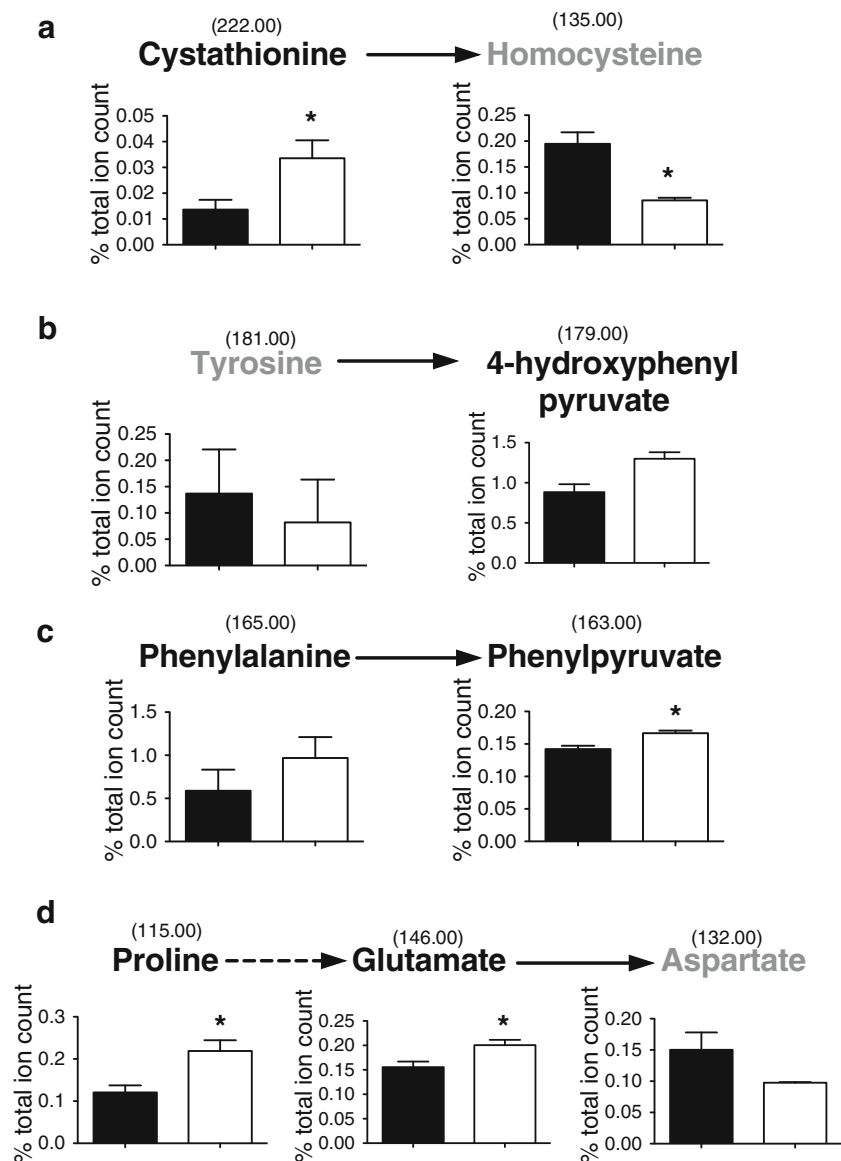 a
(222.00)
Cystathionine
(135.00)
Homocysteine
% total ion count
0.05
0.04
0.03
0.02
0.01
0.00
*
% total ion count
0.25
0.20
0.15
0.10
0.05
0.00
*
b
(181.00)
Tyrosine
(179.00)
4-hydroxyphenyl
pyruvate
% total ion count
0.25
0.20
0.15
0.10
0.05
0.00
% total ion count
1.5
1.0
0.5
0.0
c
(165.00)
Phenylalanine
(163.00)
Phenylpyruvate
% total ion count
1.5
1.0
0.5
0.0
% total ion count
0.20
0.15
0.10
0.05
0.00
*
d
(115.00)
Proline
(146.00)
Glutamate
(132.00)
Aspartate
% total ion count
0.3
0.2
0.1
0.0
*
% total ion count
0.25
0.20
0.15
0.10
0.05
0.00
*
% total ion count
0.20
0.15
0.10
0.05
0.00